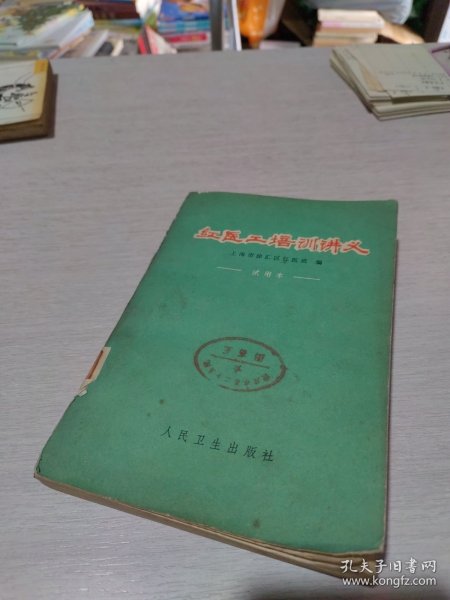 红医工培训讲义
上海市徐汇区红医班 编
试用本
人民卫生出版社
孔夫子旧书网
www.kongfz.com